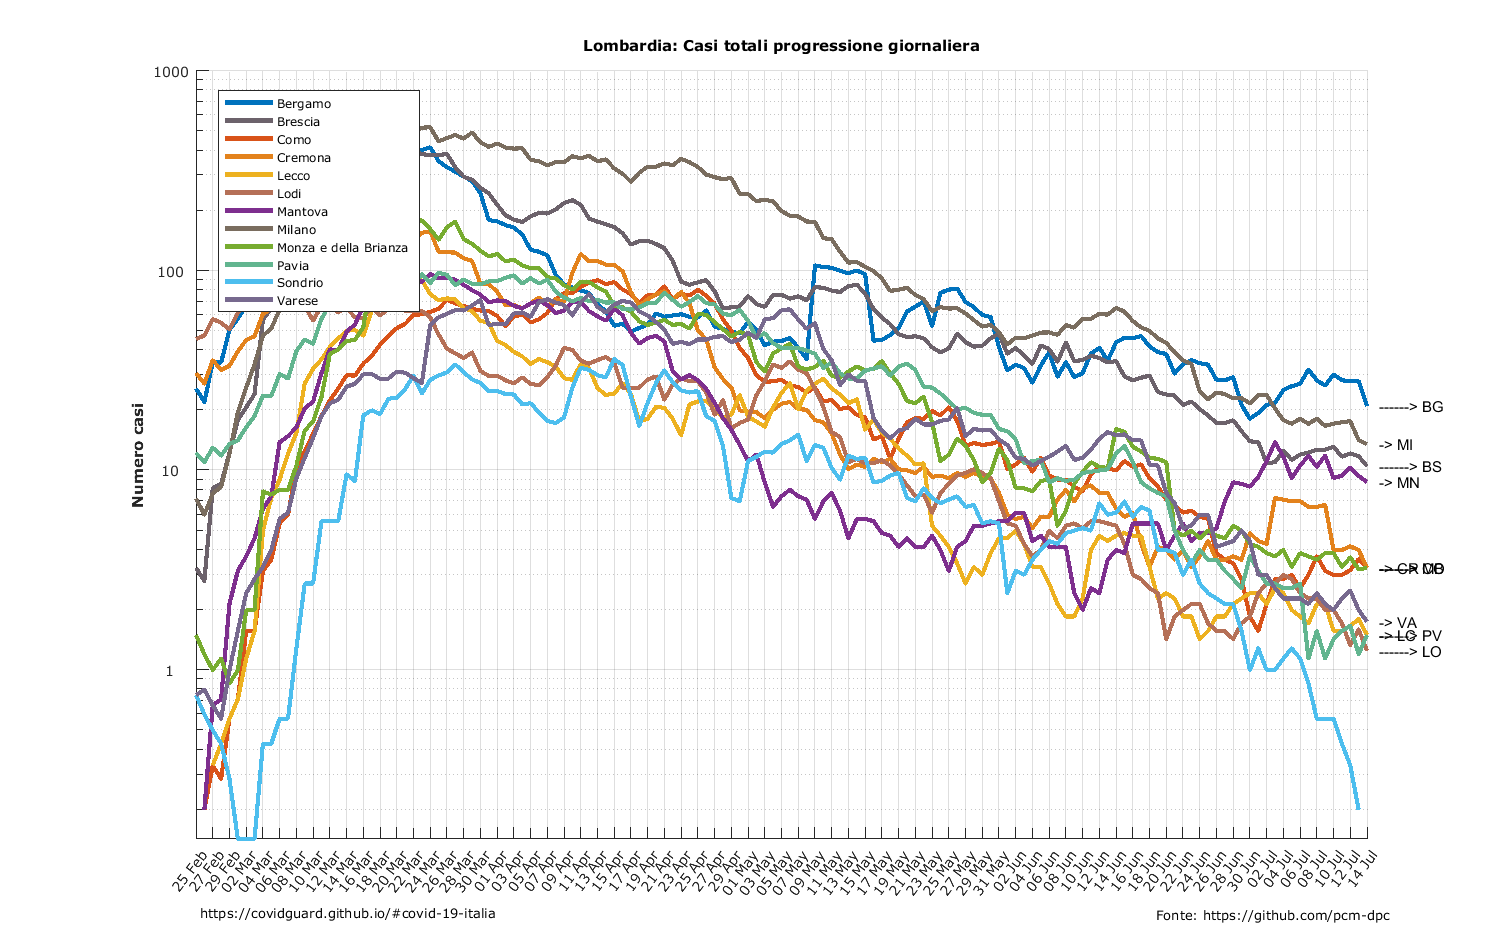 Lombardia: Casi totali progressione giornaliera
Numero casi
1000
100
10
1
Bergamo
Brescia
Como
Cremona
Lecco
Lodi
Mantova
Milano
Monza e della Brianza
Pavia
Sondrio
Varese
------> BG
-> MI
------> BS
-> MN
-> VA
PV
------> LO
25 Feb
27 Feb
29 Feb
02 Mar
04 Mar
06 Mar
08 Mar
10 Mar
12 Mar
14 Mar
16 Mar
18 Mar
20 Mar
22 Mar
24 Mar
26 Mar
28 Mar
30 Mar
01 Apr
03 Apr
05 Apr
07 Apr
09 Apr
11 Apr
13 Apr
15 Apr
17 Apr
19 Apr
21 Apr
23 Apr
25 Apr
27 Apr
29 Apr
01 May
03 May
05 May
07 May
09 May
11 May
13 May
15 May
17 May
19 May
21 May
23 May
25 May
27 May
29 May
31 May
02 Jun
04 Jun
06 Jun
08 Jun
10 Jun
12 Jun
14 Jun
16 Jun
18 Jun
20 Jun
22 Jun
24 Jun
26 Jun
28 Jun
30 Jun
02 Jul
04 Jul
06 Jul
08 Jul
10 Jul
12 Jul
14 Jul
https://covidguard.github.io/#covid-19-italia
Fonte: https://github.com/pcm-dpc